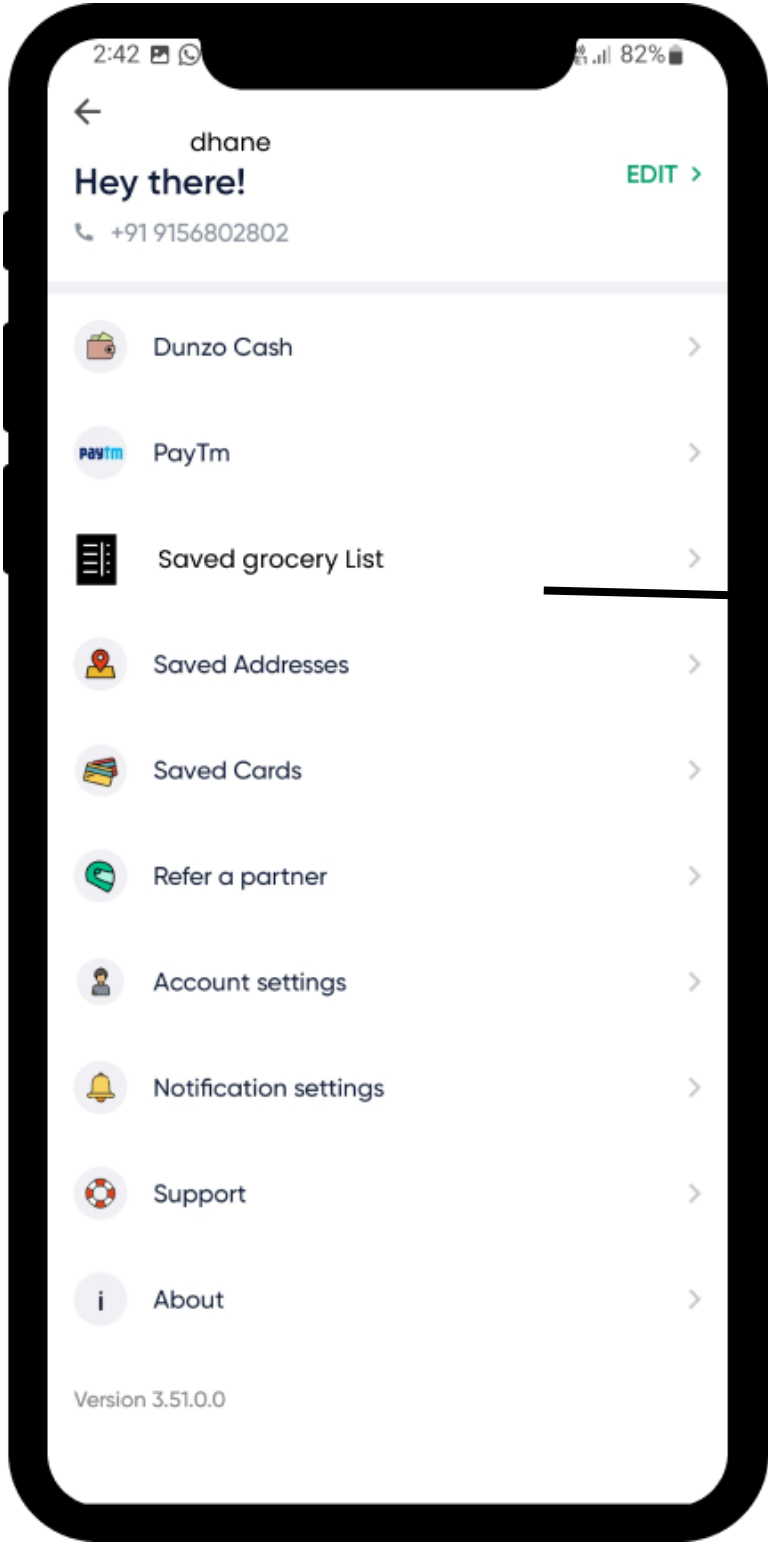 2:42 82%
dhane
Hey there!
EDIT >
+91 9156802802
Dunzo Cash
paytm PayTm
Saved grocery List
Saved Addresses
Saved Cards
Refer a partner
Account settings
Notification settings
Support
i About
Version 3.51.0.0